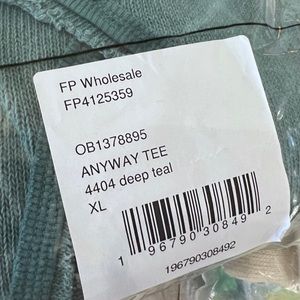 FP Wholesale
FP4125359
OB1378895
ANYWAY TEE
4404 deep teal
XL
1 96790 30849 2
196790308492